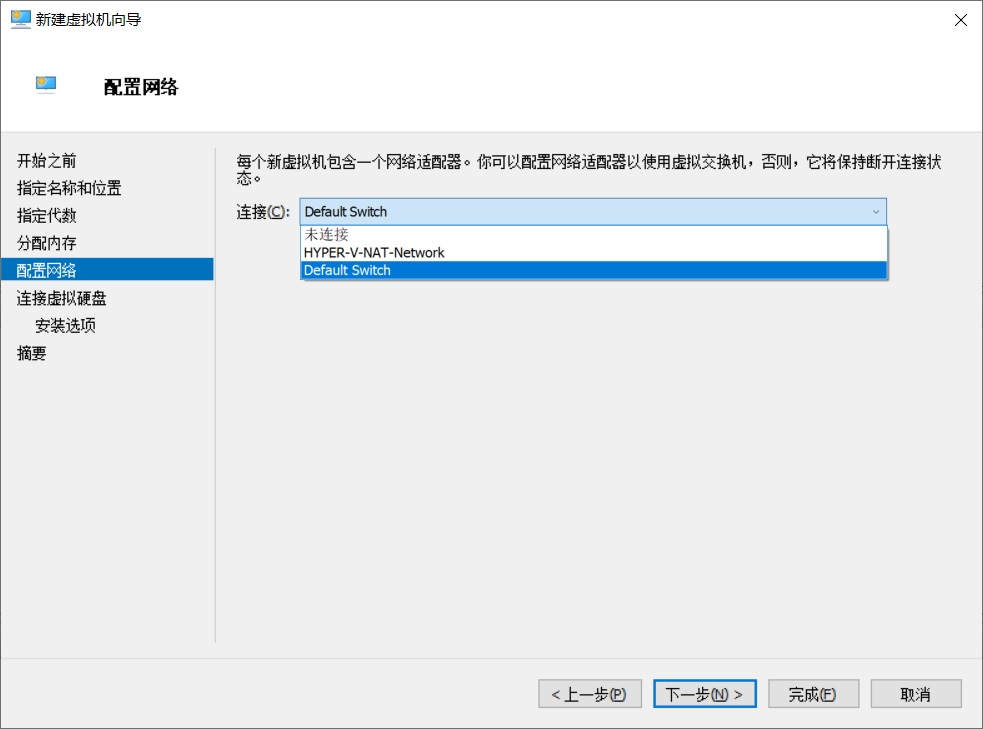 新建虚拟机向导
配置网络
开始之前
指定名称和位置
指定代数
分配内存
配置网络
连接虚拟硬盘
安装选项
摘要
每个新虚拟机包含一个网络适配器。你可以配置网络适配器以使用虚拟交换机，否则，它将保持断开连接状
态。
连接(C): Default Switch
未连接
HYPER-V-NAT-Network
Default Switch
< 上一步(P)
下一步(N) >
完成(F)
取消